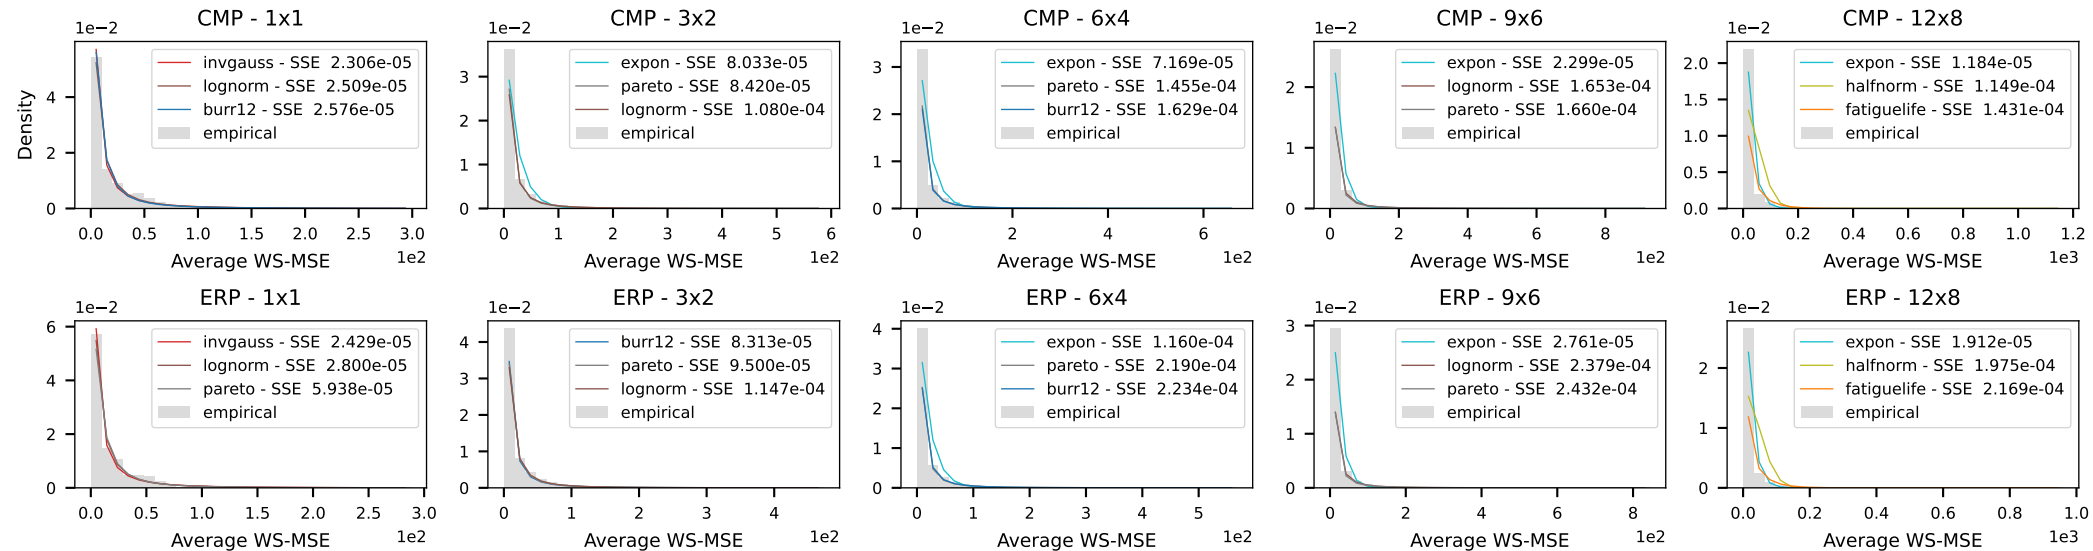 CMP - 1x1
1e−2
Density
4
2
0
invgauss - SSE 2.306e-05
lognorm - SSE 2.509e-05
burr12 - SSE 2.576e-05
empirical
0.0 0.5 1.0 1.5 2.0 2.5 3.0
Average WS-MSE
1e2
CMP - 3x2
1e−2
3
2
1
0
expon - SSE 8.033e-05
pareto - SSE 8.420e-05
lognorm - SSE 1.080e-04
empirical
0 1 2 3 4 5 6
Average WS-MSE
1e2
CMP - 6x4
1e−2
3
2
1
0
expon - SSE 7.169e-05
pareto - SSE 1.455e-04
burr12 - SSE 1.629e-04
empirical
0 2 4 6
Average WS-MSE
1e2
CMP - 9x6
1e−2
2
1
0
expon - SSE 2.299e-05
lognorm - SSE 1.653e-04
pareto - SSE 1.660e-04
empirical
0 2 4 6 8
Average WS-MSE
1e2
CMP - 12x8
1e−2
2.0
1.5
1.0
0.5
0.0
expon - SSE 1.184e-05
halfnorm - SSE 1.149e-04
fatiguelife - SSE 1.431e-04
empirical
0.0 0.2 0.4 0.6 0.8 1.0 1.2
Average WS-MSE
1e3
ERP - 1x1
1e−2
6
4
2
0
invgauss - SSE 2.429e-05
lognorm - SSE 2.800e-05
pareto - SSE 5.938e-05
empirical
0.0 0.5 1.0 1.5 2.0 2.5 3.0
Average WS-MSE
1e2
ERP - 3x2
1e−2
4
3
2
1
0
burr12 - SSE 8.313e-05
pareto - SSE 9.500e-05
lognorm - SSE 1.147e-04
empirical
0 1 2 3 4
Average WS-MSE
1e2
ERP - 6x4
1e−2
4
3
2
1
0
expon - SSE 1.160e-04
pareto - SSE 2.190e-04
burr12 - SSE 2.234e-04
empirical
0 1 2 3 4 5
Average WS-MSE
1e2
ERP - 9x6
1e−2
3
2
1
0
expon - SSE 2.761e-05
lognorm - SSE 2.379e-04
pareto - SSE 2.432e-04
empirical
0 2 4 6 8
Average WS-MSE
1e2
ERP - 12x8
1e−2
2
1
0
expon - SSE 1.912e-05
halfnorm - SSE 1.975e-04
fatiguelife - SSE 2.169e-04
empirical
0.0 0.2 0.4 0.6 0.8 1.0
Average WS-MSE
1e3